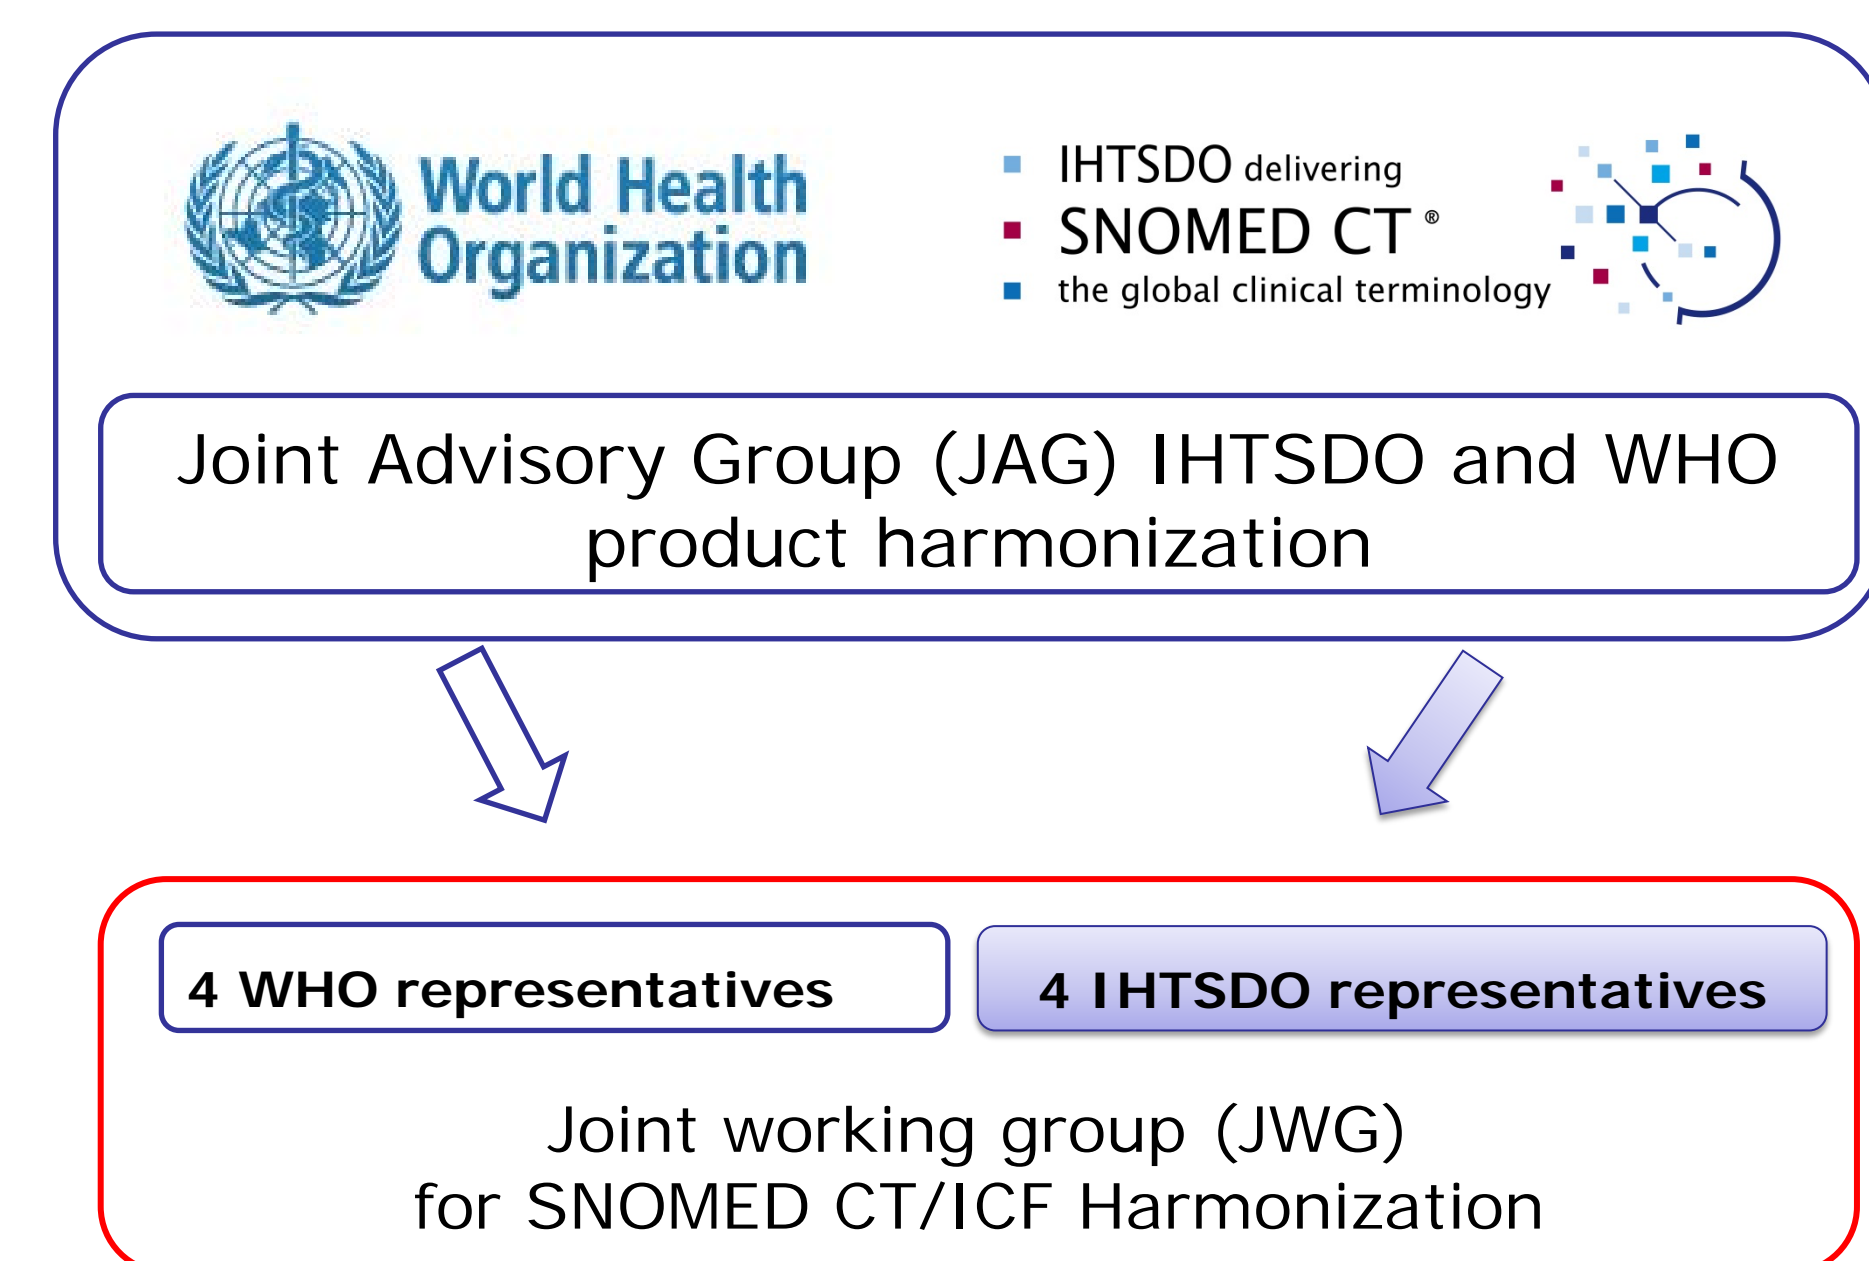 World Health
Organization
IHTSDO delivering
SNOMED CT ®
the global clinical terminology
Joint Advisory Group (JAG) IHTSDO and WHO
product harmonization
4 WHO representatives
4 IHTSDO representatives
Joint working group (JWG)
for SNOMED CT/ICF Harmonization